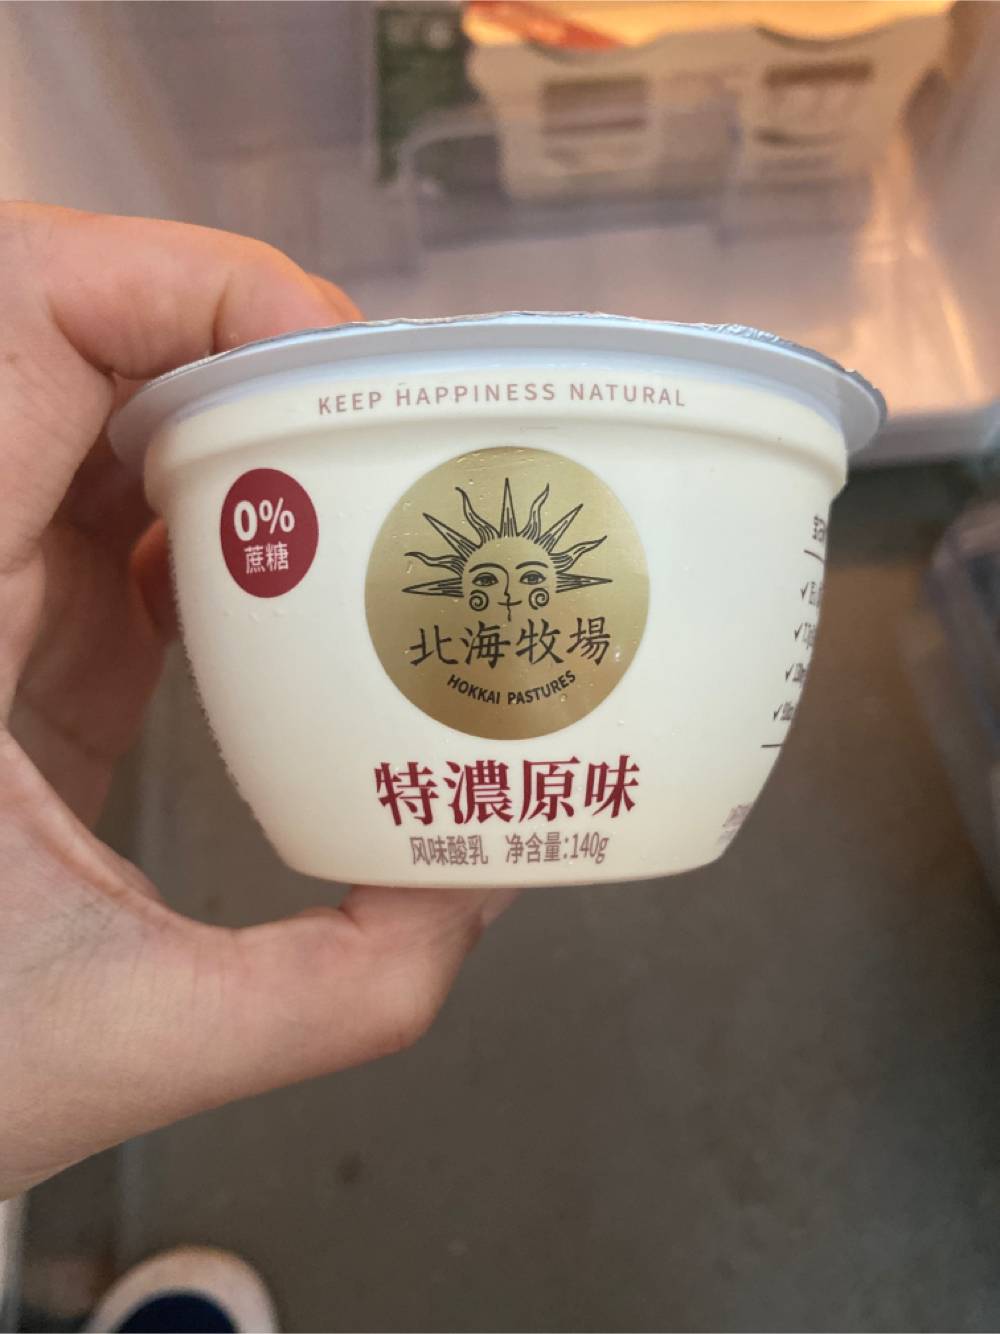 KEEP HAPPINESS NATURAL
0%
蔗糖
北海牧場
HOKKAI PASTURES
特濃原味
风味酸乳 净含量:140g